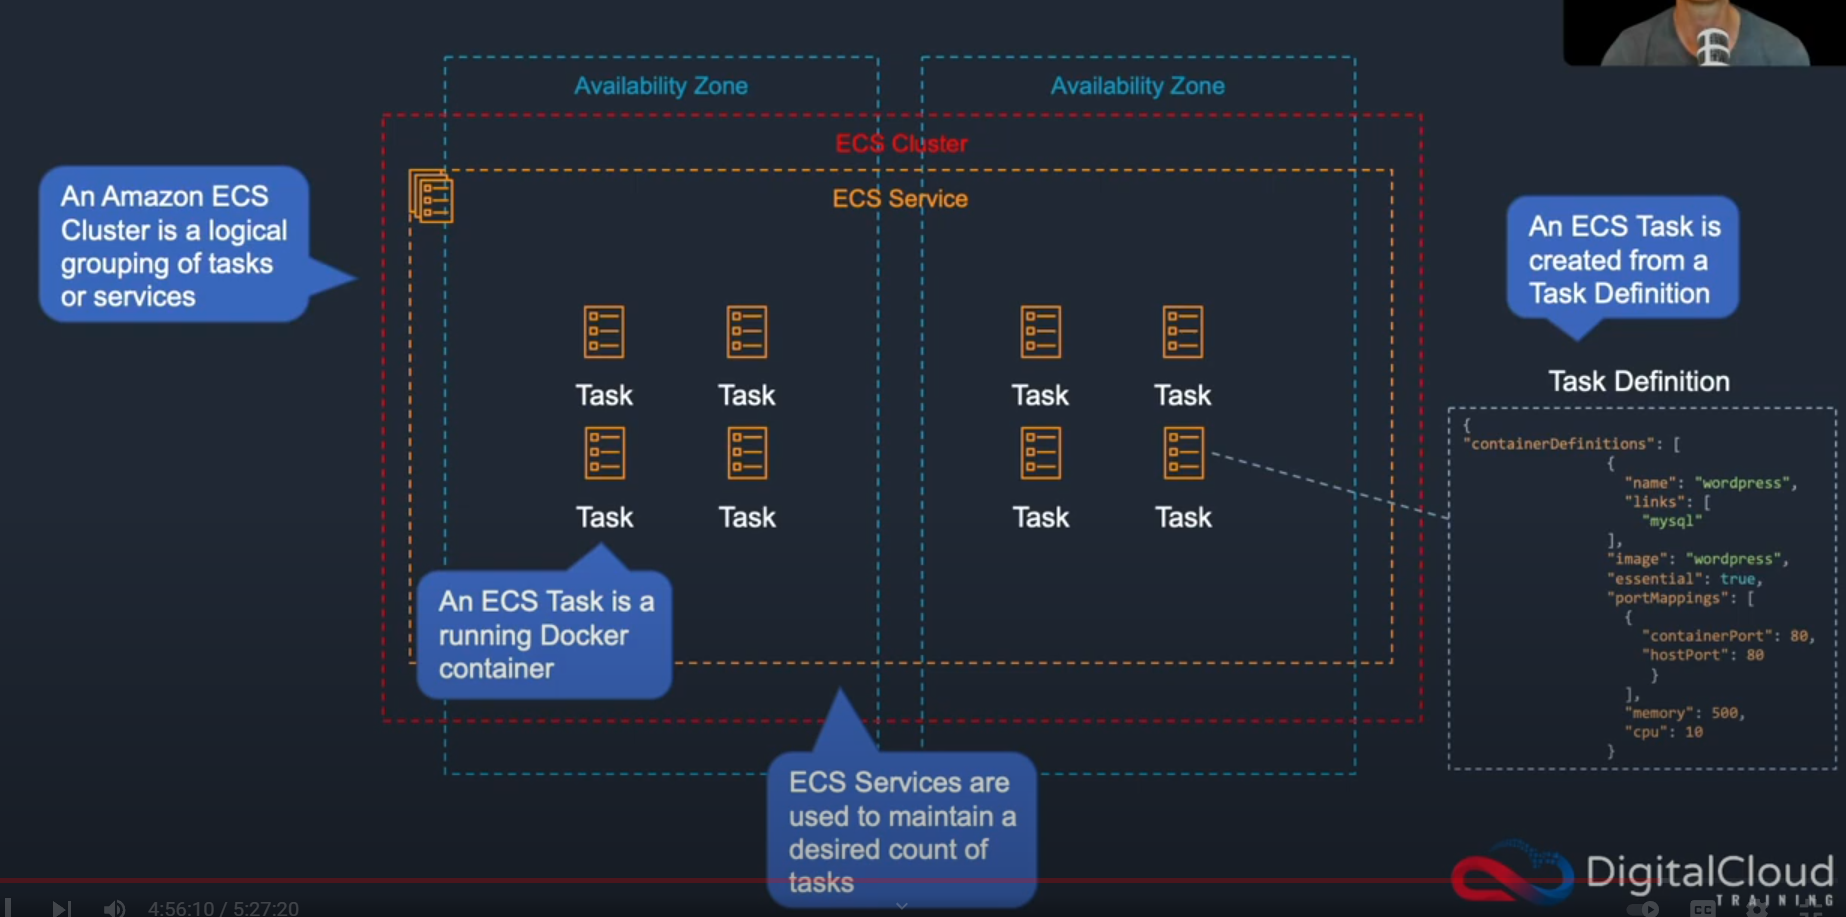 Availability Zone
Availability Zone
ECS Cluster
ECS Service
An Amazon ECS
Cluster is a logical
grouping of tasks
or services
An ECS Task is
created from a
Task Definition
Task
Task
Task
Task
Task
Task
Task
Task
An ECS Task is a
running Docker
container
ECS Services are
used to maintain a
desired count of
tasks
Task Definition
{
"containerDefinitions": [
{
"name": "wordpress",
"links": [
"mysql"
],
"image": "wordpress",
"essential": true,
"portMappings": [
{
"containerPort": 80,
"hostPort": 80
}
],
"memory": 500,
"cpu": 10
}
DigitalCloud
TRAINING
4:56:10 / 5:27:20
CC